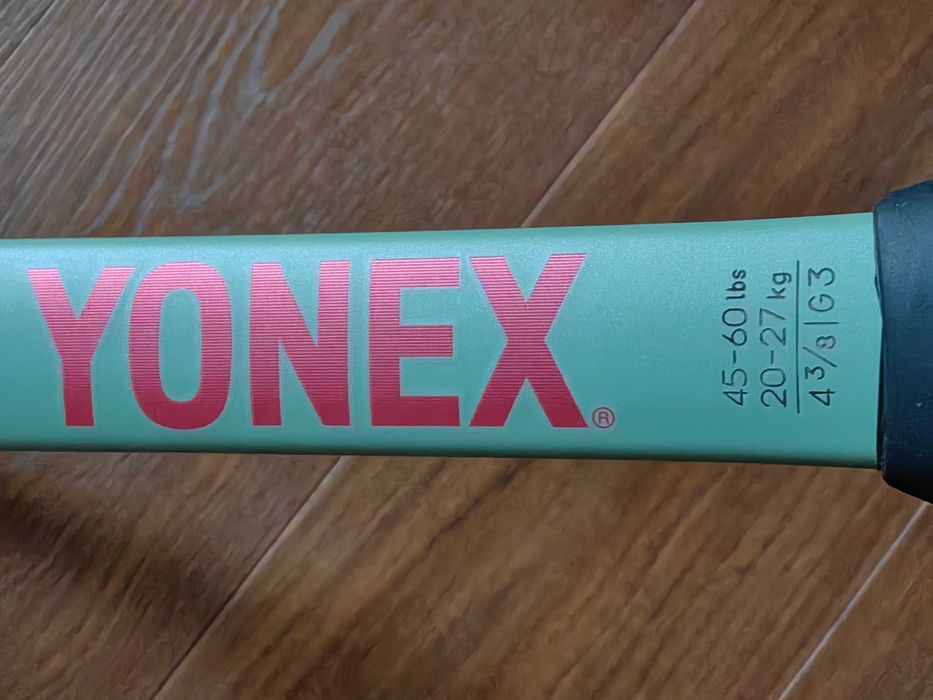 YONEX®
45-60 lbs
20-27 kg
4 3/8 | G3